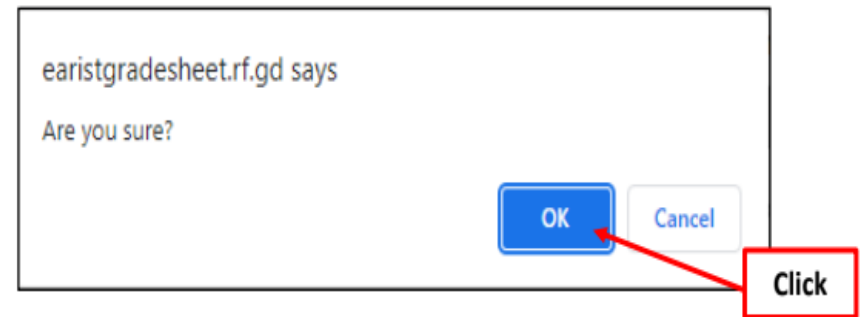 earistgradesheet.rf.gd says
Are you sure?
OK
Cancel
Click